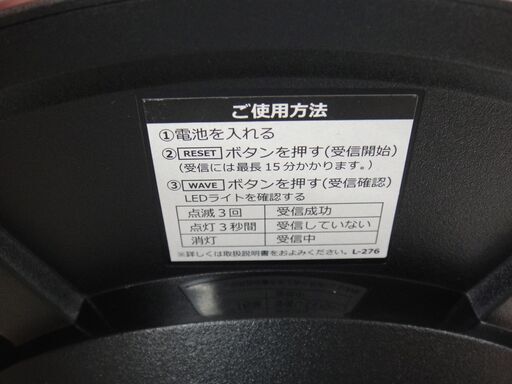 ご使用方法
①電池を入れる
②RESETボタンを押す(受信開始)
(受信には最長15分かかります。)
③WAVEボタンを押す(受信確認)
LEDライトを確認する
点滅3回 受信成功
点灯3秒間 受信していない
消灯 受信中
※詳しくは取扱説明書をおよみください。 L-276